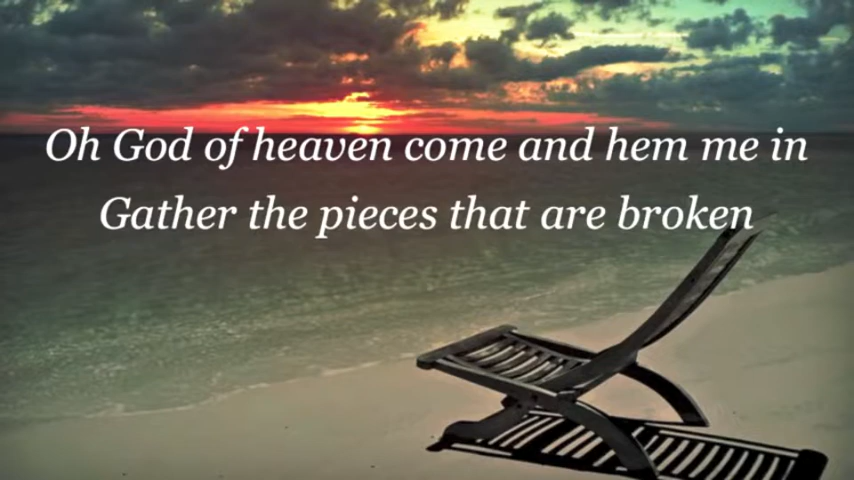 Oh God of heaven come and hem me in
Gather the pieces that are broken